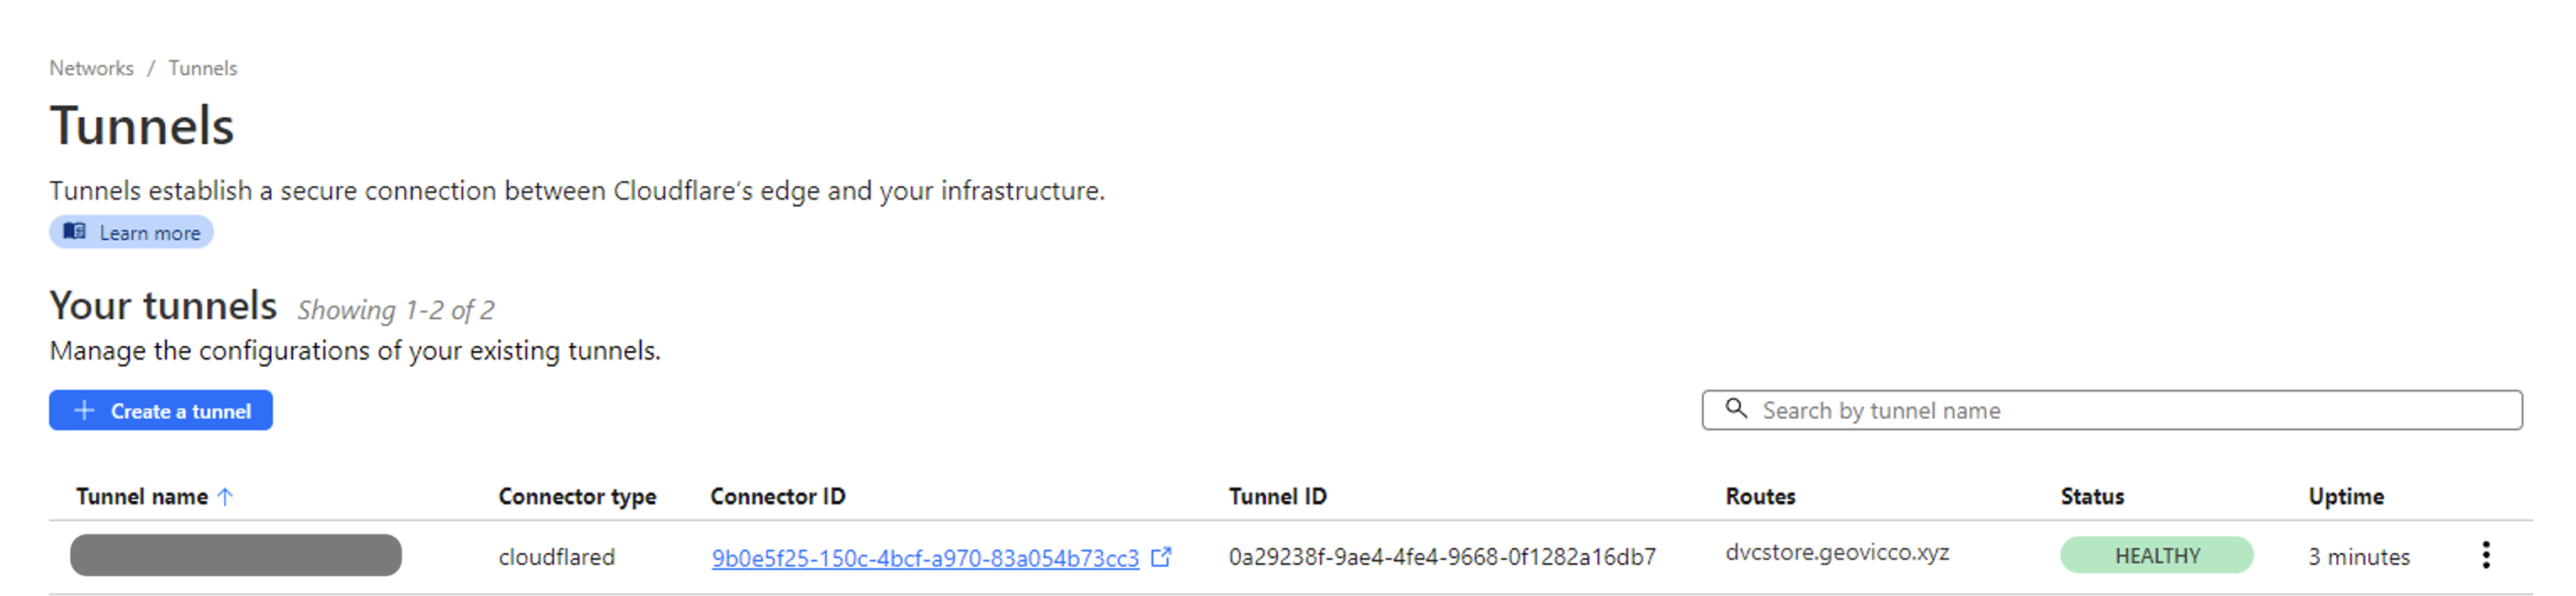 Networks / Tunnels
Tunnels
Tunnels establish a secure connection between Cloudflare's edge and your infrastructure.
Learn more
Your tunnels Showing 1-2 of 2
Manage the configurations of your existing tunnels.
+ Create a tunnel
Search by tunnel name
Tunnel name ↑ Connector type Connector ID Tunnel ID Routes Status Uptime
cloudflared 9b0e5f25-150c-4bcf-a970-83a054b73cc3 0a29238f-9ae4-4fe4-9668-0f1282a16db7 dvcstore.geovicco.xyz HEALTHY 3 minutes